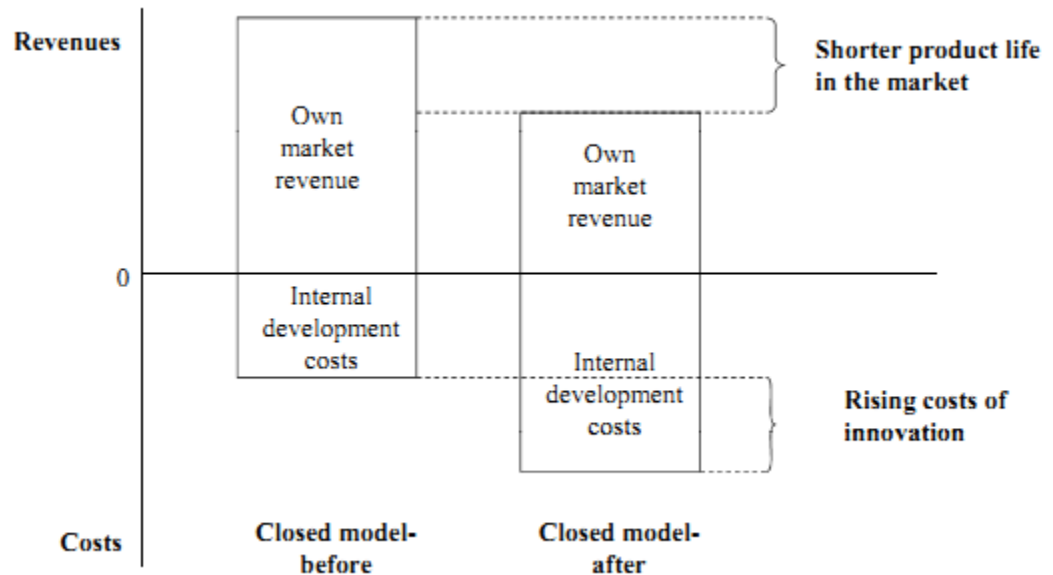 Revenues
Shorter product life
in the market
Own
market
revenue
Own
market
revenue
0
Internal
development
costs
Internal
development
costs
Rising costs of
innovation
Costs
Closed model-
before
Closed model-
after